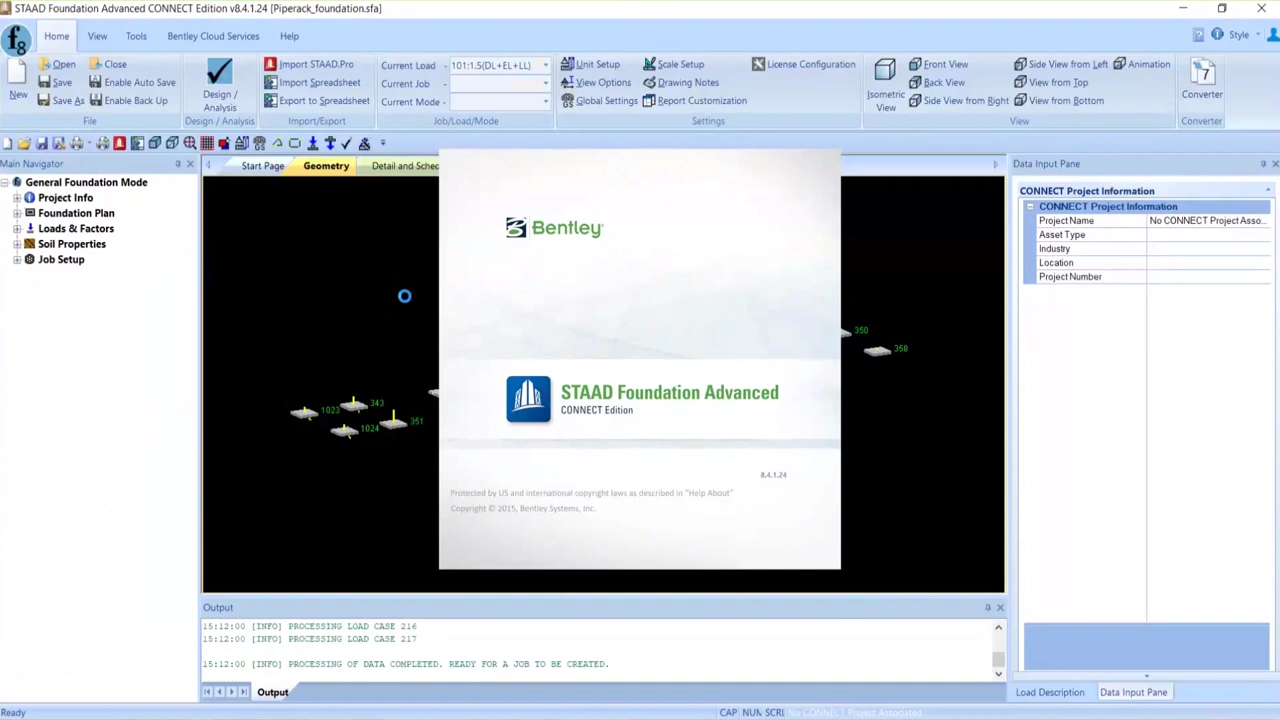 STAAD Foundation Advanced CONNECT Edition v8.4.1.24 [Piperack_foundation.sfa]
Home View Tools Bentley Cloud Services Help Style
New
Open
Save
Save As
Close
Enable Auto Save
Enable Back Up
File
Design /
Analysis
Design / Analysis
Import STAAD.Pro
Import Spreadsheet
Export to Spreadsheet
Import/Export
Current Load 101:1.5(DL+EL+LL)
Current Job
Current Mode
Job/Load/Mode
Unit Setup
View Options
Global Settings
Scale Setup
Drawing Notes
Report Customization
License Configuration
Settings
Isometric
View
Front View
Back View
Side View from Right
Side View from Left
View from Top
View from Bottom
Animation
View
7
Converter
Converter
Main Navigator
General Foundation Mode
Project Info
Foundation Plan
Loads & Factors
Soil Properties
Job Setup
Start Page Geometry Detail and Sched
1023
343
1024
351
350
358
Bentley
STAAD Foundation Advanced
CONNECT Edition
8.4.1.24
Protected by US and international copyright laws as described in "Help About"
Copyright © 2015, Bentley Systems, Inc.
Data Input Pane
CONNECT Project Information
CONNECT Project Information
Project Name No CONNECT Project Asso...
Asset Type
Industry
Location
Project Number
Output
15:12:00 [INFO] PROCESSING LOAD CASE 216
15:12:00 [INFO] PROCESSING LOAD CASE 217
15:12:00 [INFO] PROCESSING OF DATA COMPLETED. READY FOR A JOB TO BE CREATED.
Output
Load Description Data Input Pane
Ready CAP NUM SCRI No CONNECT Project Associated